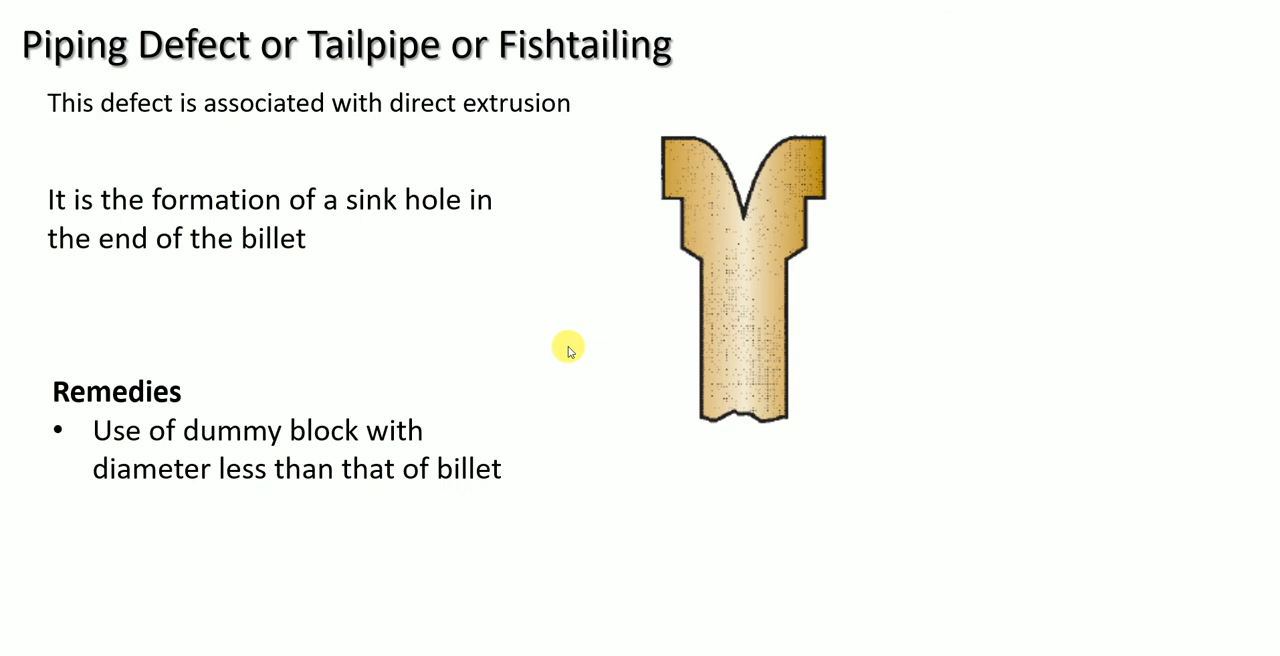 Piping Defect or Tailpipe or Fishtailing
This defect is associated with direct extrusion
It is the formation of a sink hole in
the end of the billet
Remedies
• Use of dummy block with
diameter less than that of billet